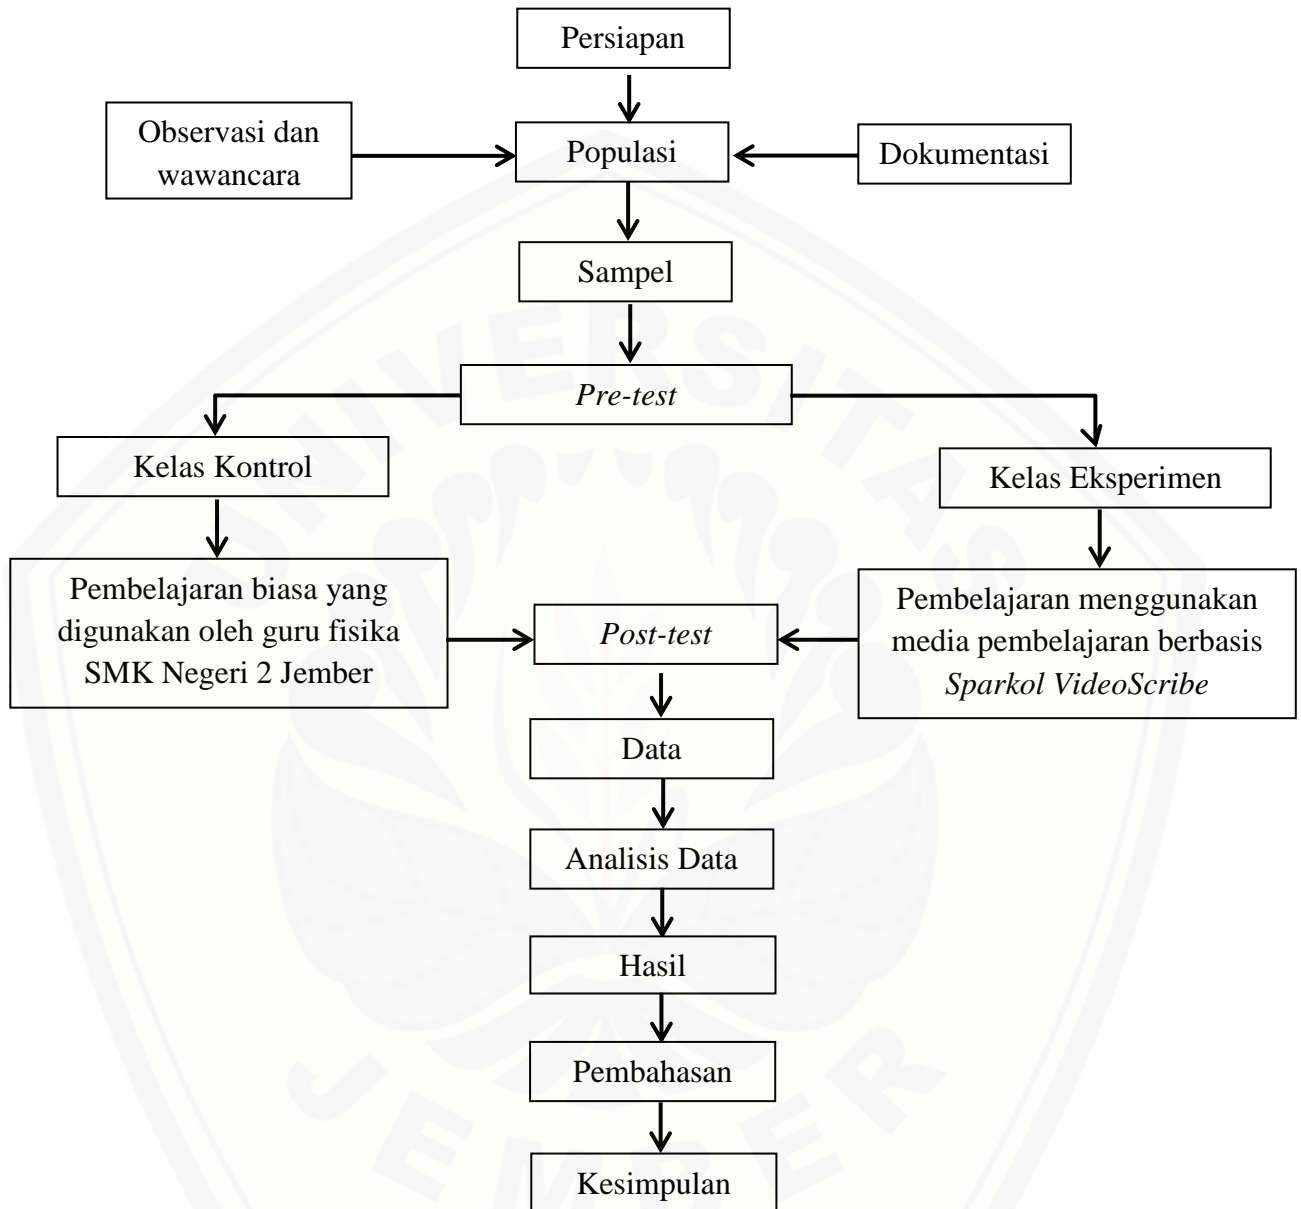 Persiapan
Observasi dan
wawancara
Populasi
Dokumentasi
Sampel
Pre-test
Kelas Kontrol
Kelas Eksperimen
Pembelajaran biasa yang
digunakan oleh guru fisika
SMK Negeri 2 Jember
Post-test
Pembelajaran menggunakan
media pembelajaran berbasis
Sparkol VideoScribe
Data
Analisis Data
Hasil
Pembahasan
Kesimpulan
UNIVERSITAS
JEMBER